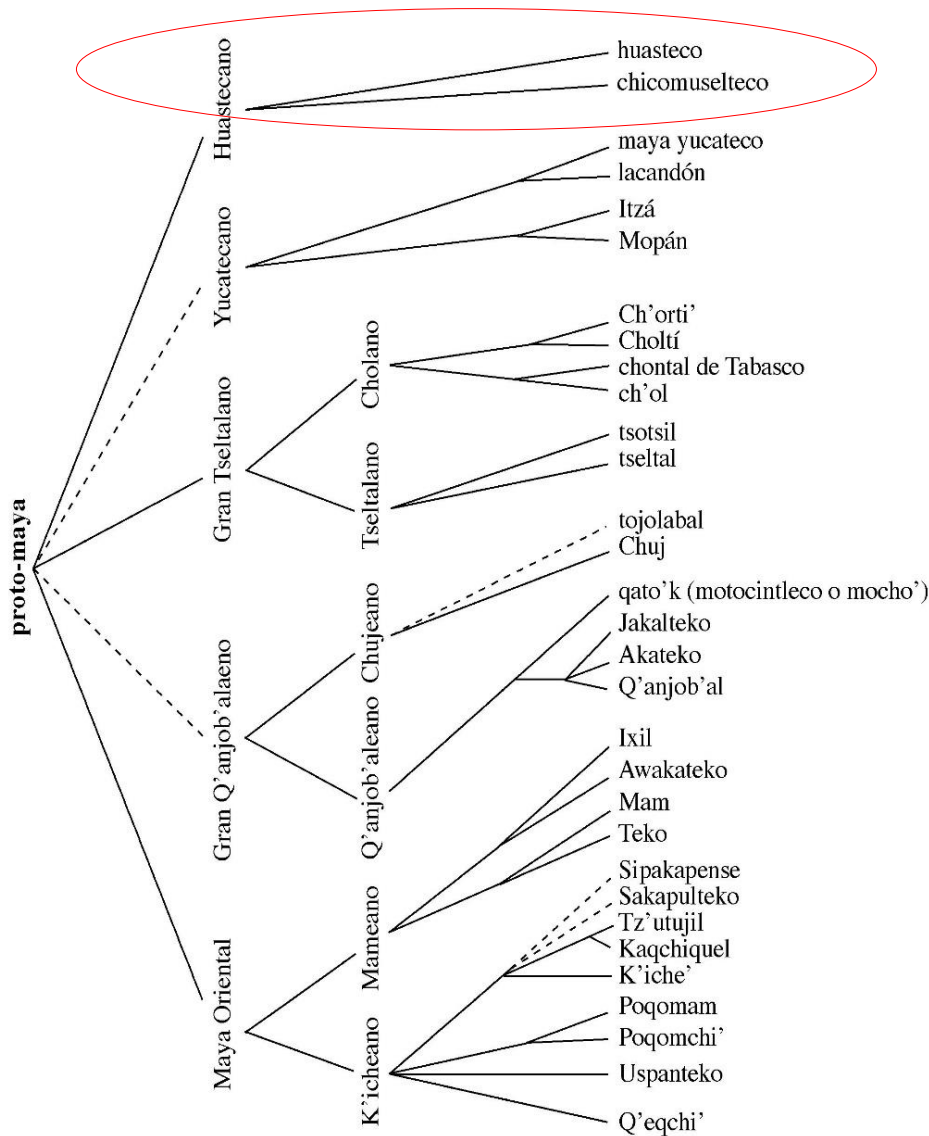 proto-maya
Huastecano
huasteco
chicomuselteco
Yucatecano
maya yucateco
lacandón
Itzá
Mopán
Gran Tseltalano
Cholano
Ch'orti'
Choltí
chontal de Tabasco
ch'ol
Tseltalano
tsotsil
tseltal
Gran Q'anjob'alaeno
Chujeano
tojolabal
Chuj
Q'anjob'aleano
qato'k (motocintleco o mocho')
Jakalteko
Akateko
Q'anjob'al
Maya Oriental
Mameano
Ixil
Awakateko
Mam
Teko
K'icheano
Sipakapense
Sakapulteko
Tz'utujil
Kaqchiquel
K'iche'
Poqomam
Poqomchi'
Uspanteko
Q'eqchi'